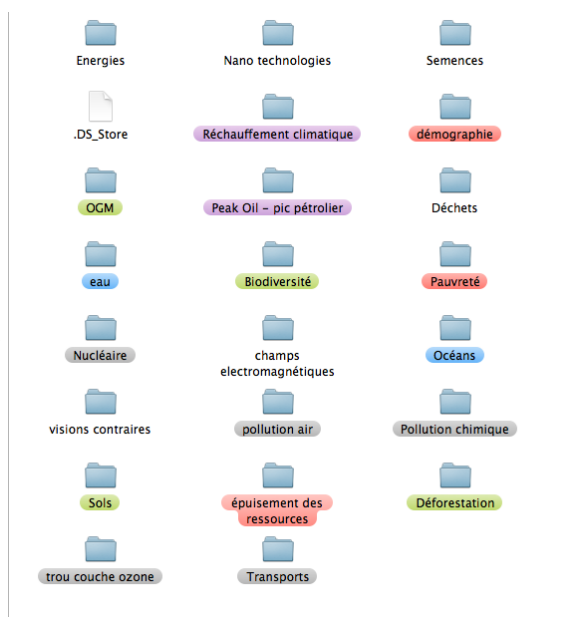 Energies
Nano technologies
Semences
.DS_Store
Réchauffement climatique
démographie
OGM
Peak Oil – pic pétrolier
Déchets
eau
Biodiversité
Pauvreté
Nucléaire
champs
electromagnétiques
Océans
visions contraires
pollution air
Pollution chimique
Sols
épuisement des
ressources
Déforestation
trou couche ozone
Transports